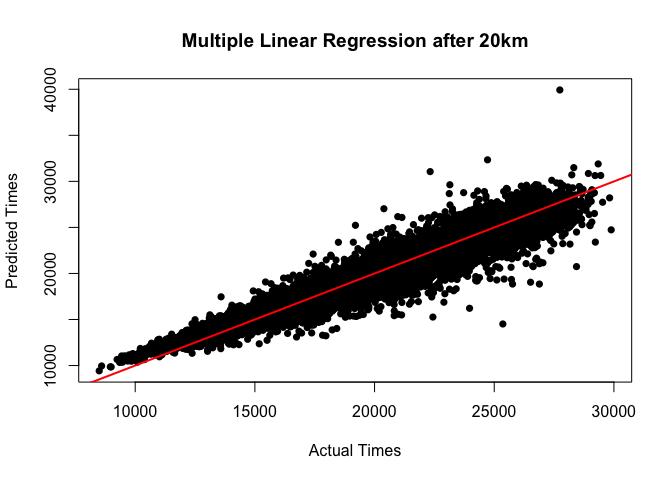 Multiple Linear Regression after 20km
Predicted Times
40000
30000
20000
10000
10000 15000 20000 25000 30000
Actual Times